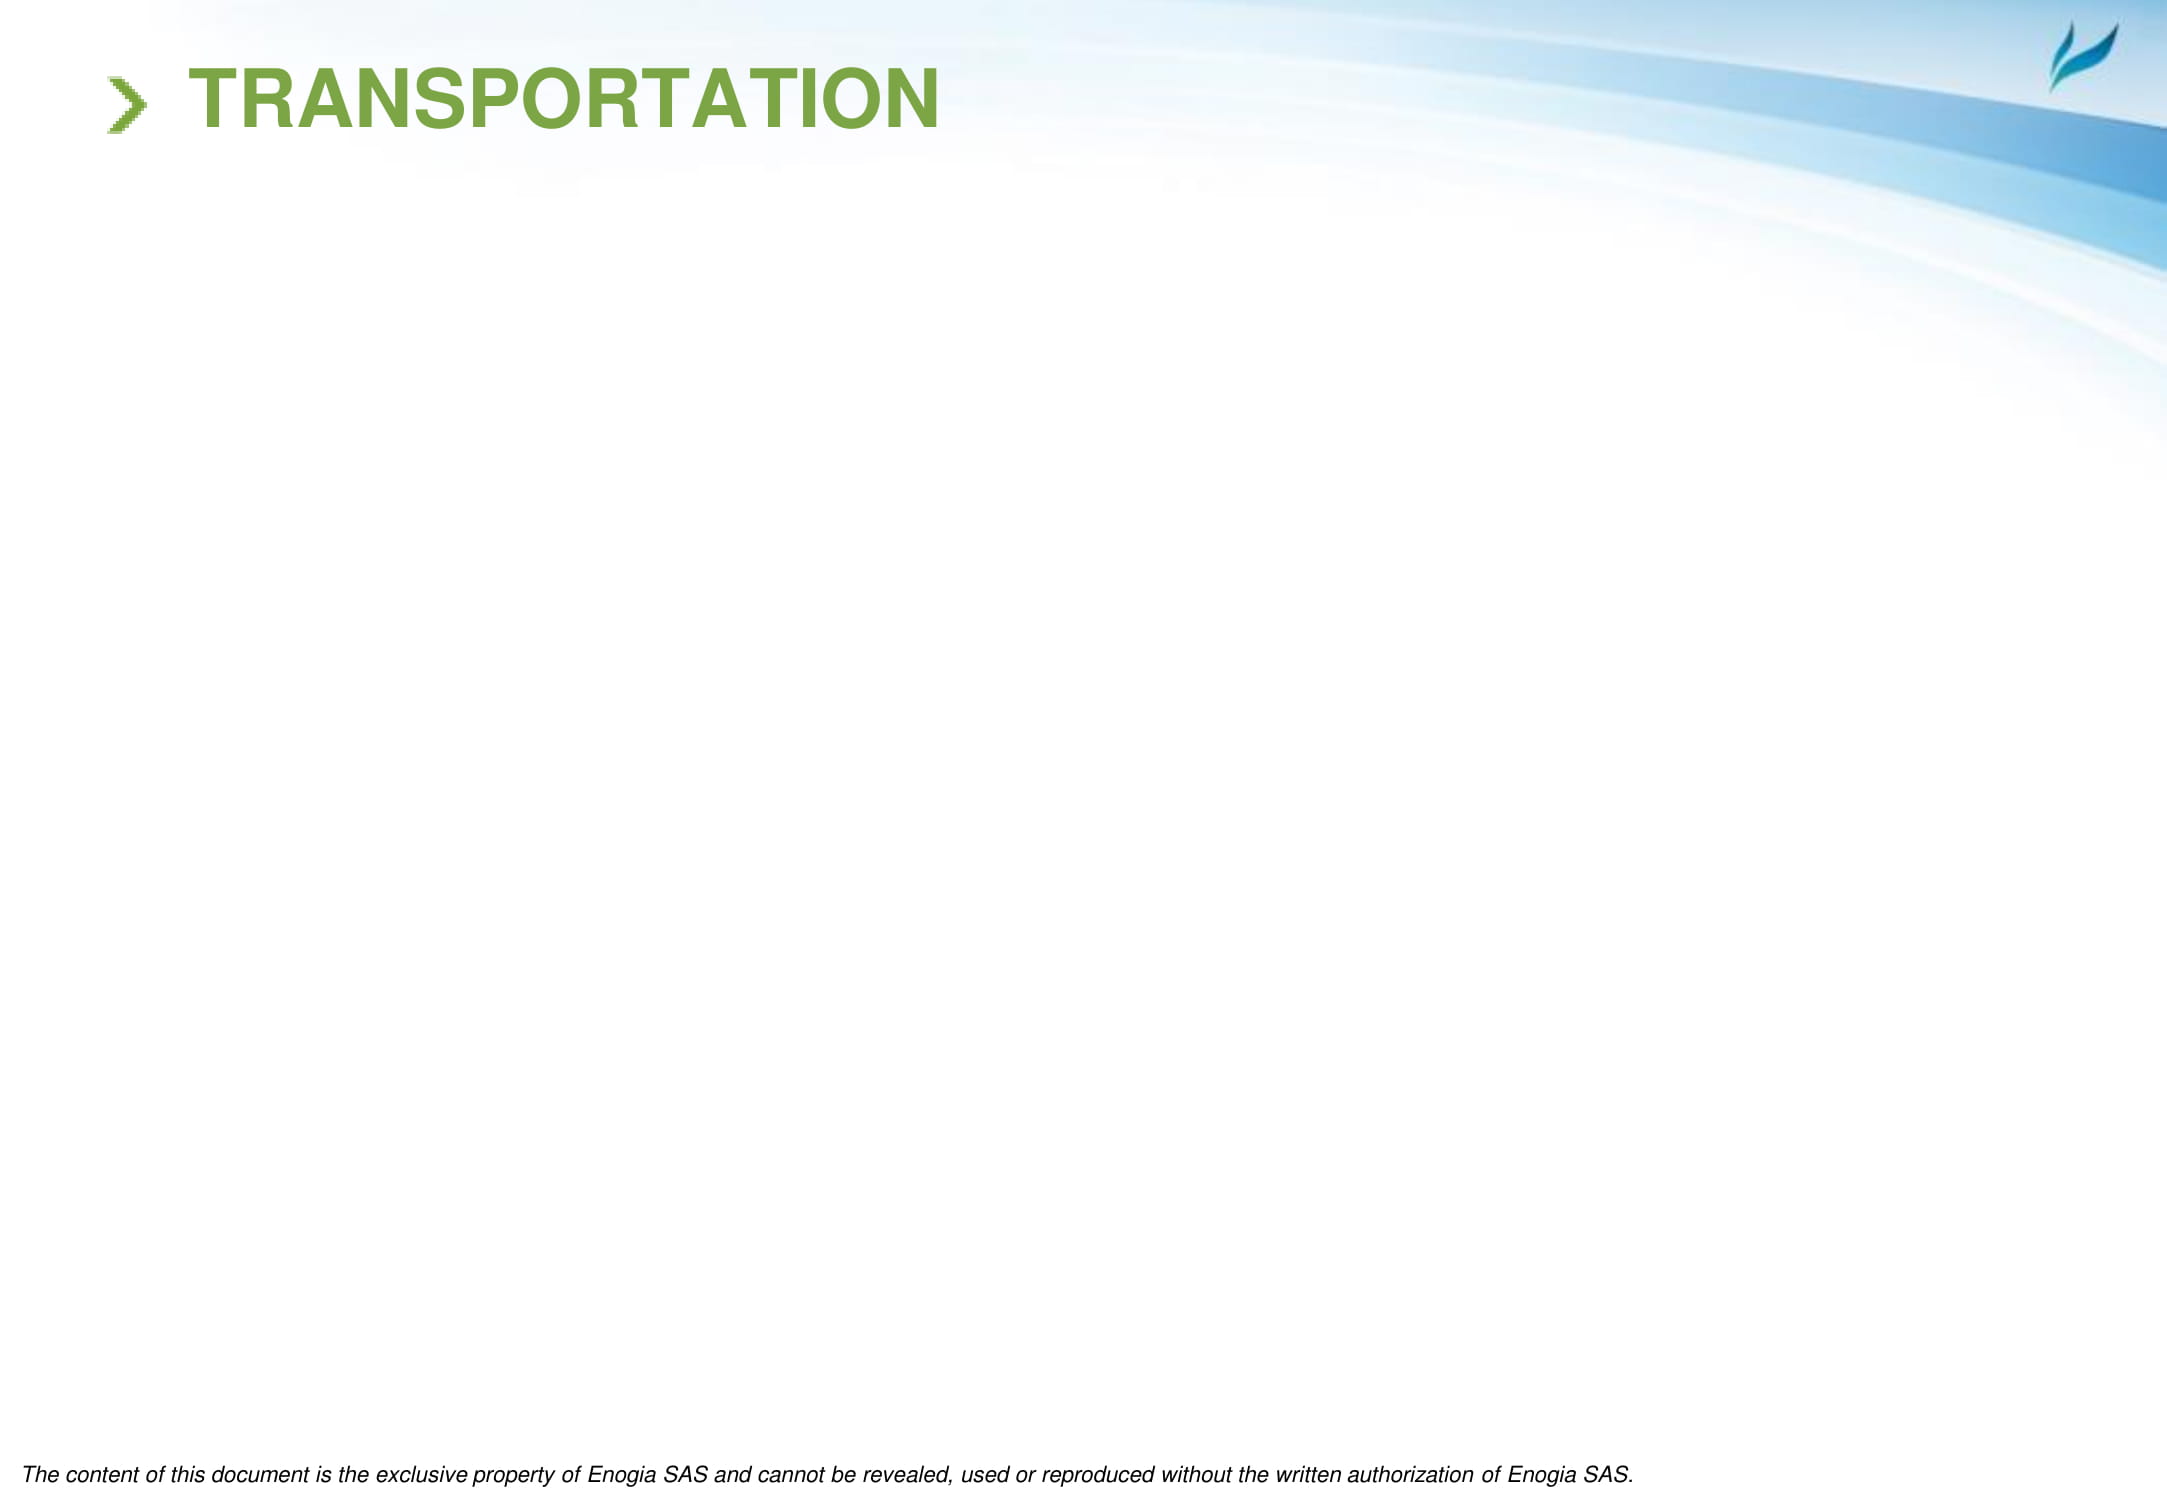 TRANSPORTATION
The content of this document is the exclusive property of Enogia SAS and cannot be revealed, used or reproduced without the written authorization of Enogia SAS.